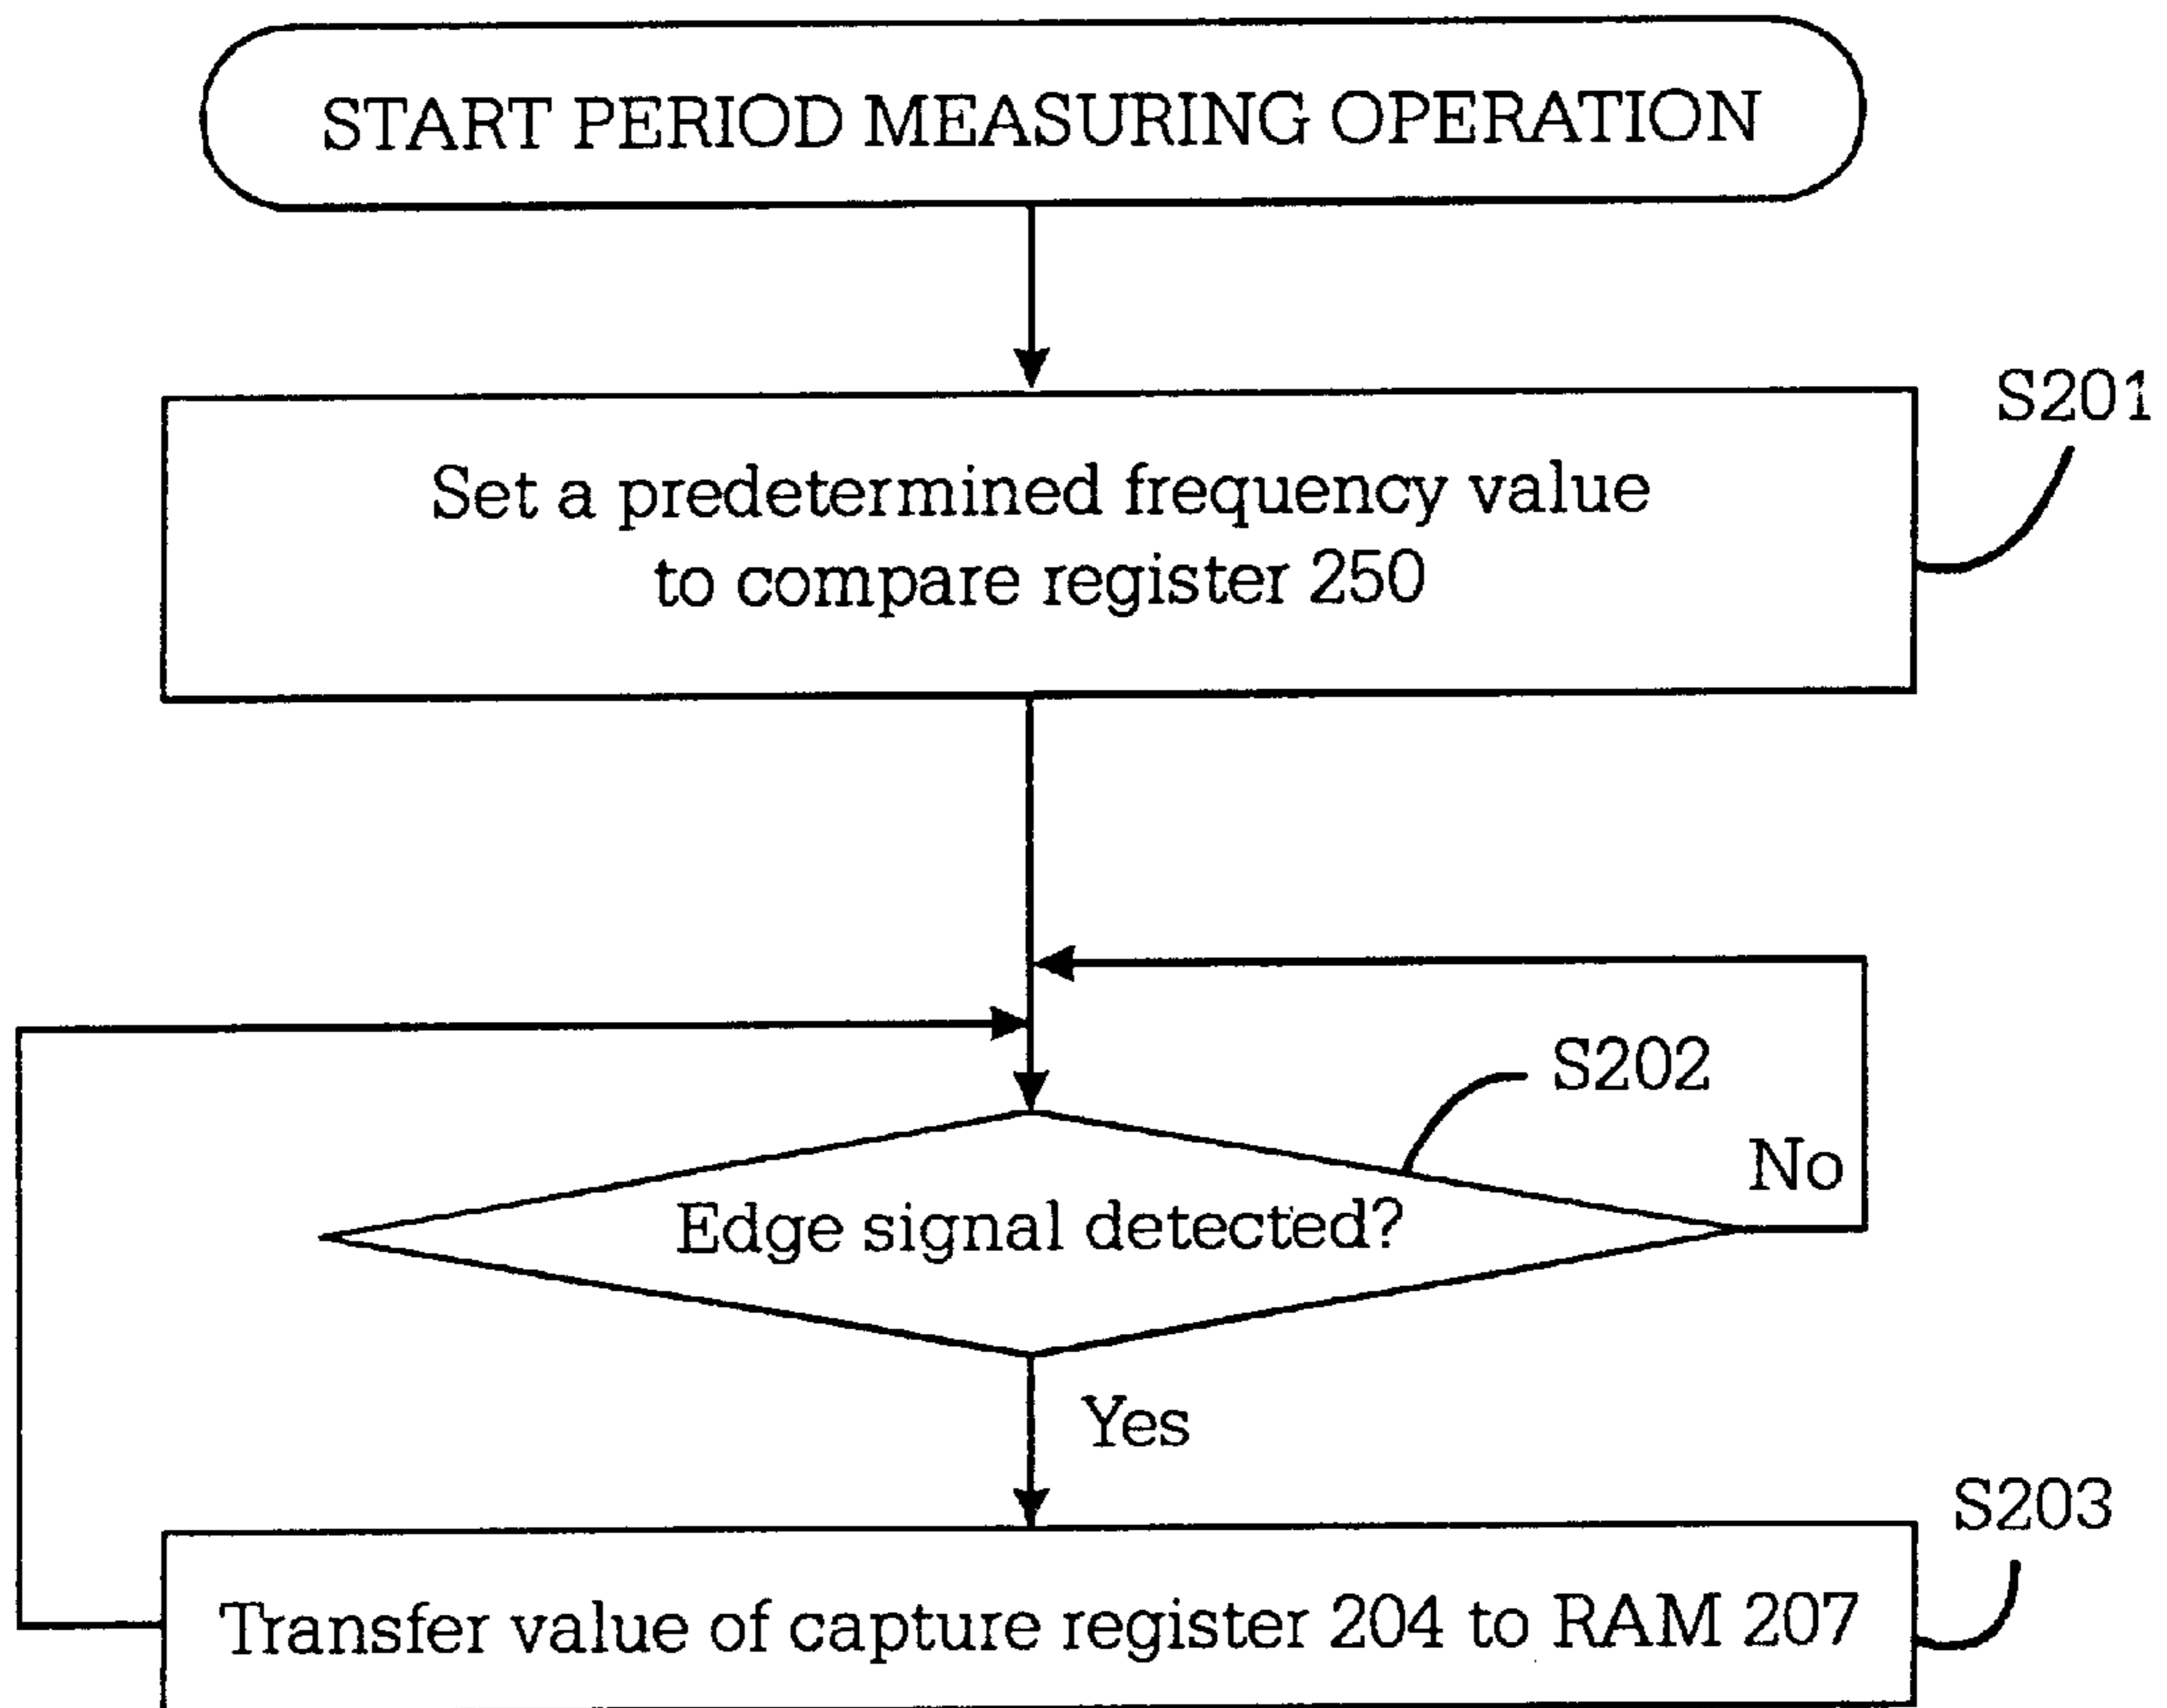 START PERIOD MEASURING OPERATION
S201
Set a predetermined frequency value
to compare register 250
S202
No
Edge signal detected?
Yes
S203
Transfer value of capture register 204 to RAM 207